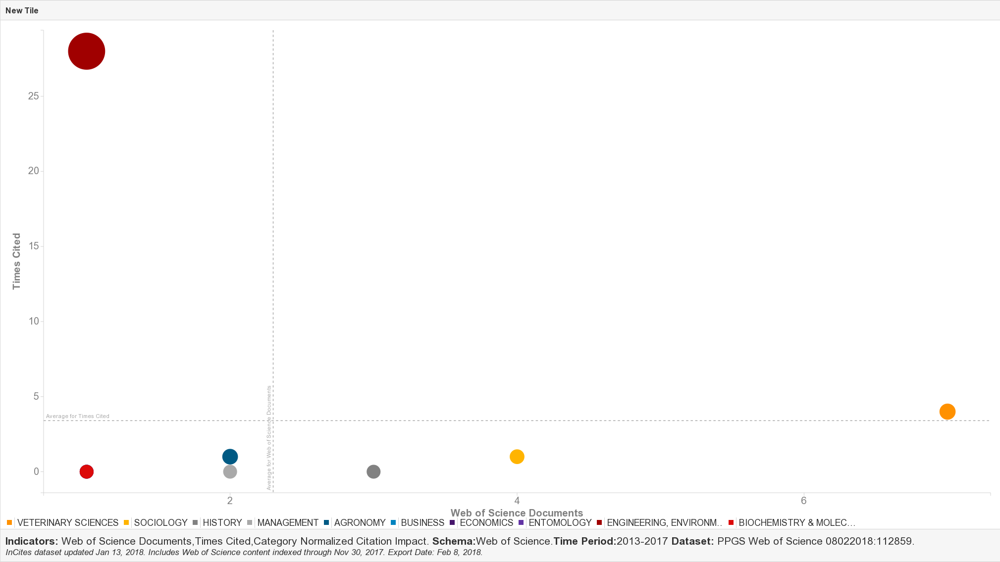 New Tile
25
20
15
10
5
0
Times Cited
Average for Times Cited
Average for Web of Science Documents
2 4 6
Web of Science Documents
VETERINARY SCIENCES SOCIOLOGY HISTORY MANAGEMENT AGRONOMY BUSINESS ECONOMICS ENTOMOLOGY ENGINEERING, ENVIRONM.. BIOCHEMISTRY & MOLEC...
Indicators: Web of Science Documents,Times Cited,Category Normalized Citation Impact. Schema:Web of Science.Time Period:2013-2017 Dataset: PPGS Web of Science 08022018:112859.
InCites dataset updated Jan 13, 2018. Includes Web of Science content indexed through Nov 30, 2017. Export Date: Feb 8, 2018.